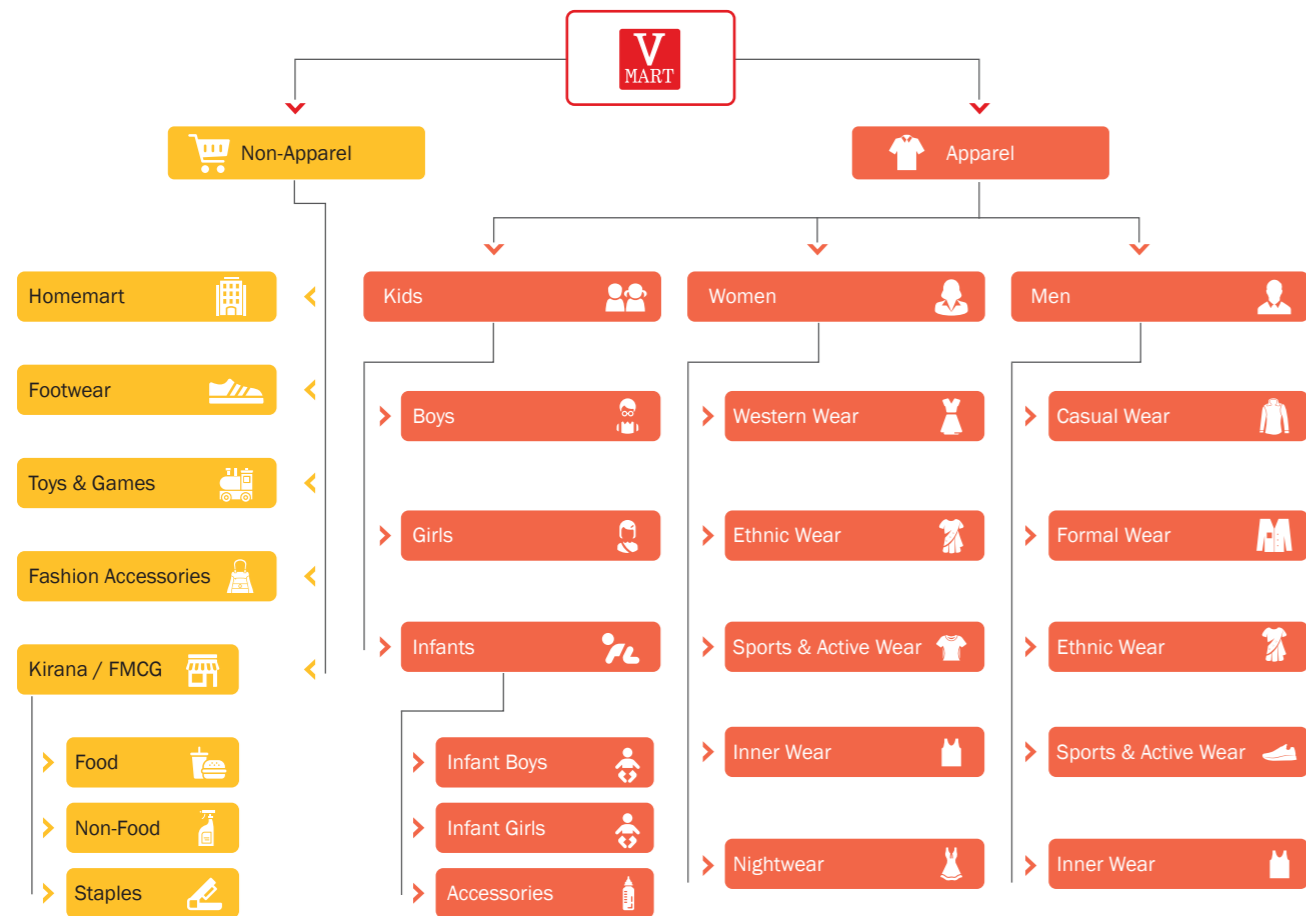 V
MART
Non-Apparel
Apparel
Homemart
Kids
Women
Men
Footwear
Boys
Western Wear
Casual Wear
Toys & Games
Girls
Ethnic Wear
Formal Wear
Fashion Accessories
Infants
Sports & Active Wear
Ethnic Wear
Kirana / FMCG
Food
Infant Boys
Inner Wear
Sports & Active Wear
Non-Food
Infant Girls
Staples
Accessories
Nightwear
Inner Wear